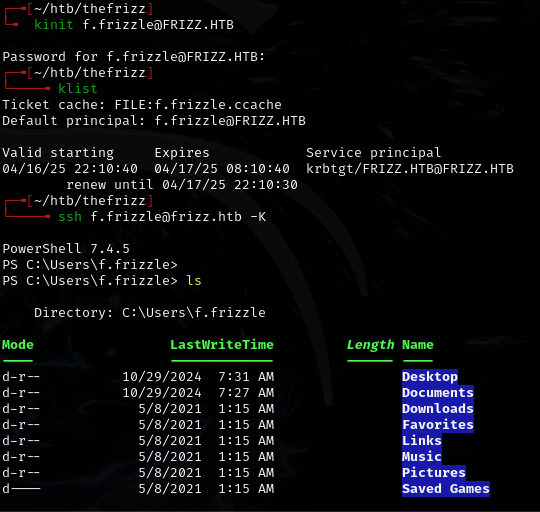 [~/htb/thefrizz]
kinit f.frizzle@FRIZZ.HTB
Password for f.frizzle@FRIZZ.HTB:
[~/htb/thefrizz]
klist
Ticket cache: FILE:f.frizzle.ccache
Default principal: f.frizzle@FRIZZ.HTB
Valid starting     Expires            Service principal
04/16/25 22:10:40  04/17/25 08:10:40  krbtgt/FRIZZ.HTB@FRIZZ.HTB
        renew until 04/17/25 22:10:30
[~/htb/thefrizz]
ssh f.frizzle@frizz.htb -K
PowerShell 7.4.5
PS C:\Users\f.frizzle>
PS C:\Users\f.frizzle> ls
    Directory: C:\Users\f.frizzle
Mode                 LastWriteTime         Length Name
----                 -------------         ------ ----
d-r--          10/29/2024  7:31 AM                Desktop
d-r--          10/29/2024  7:27 AM                Documents
d-r--            5/8/2021  1:15 AM                Downloads
d-r--            5/8/2021  1:15 AM                Favorites
d-r--            5/8/2021  1:15 AM                Links
d-r--            5/8/2021  1:15 AM                Music
d-r--            5/8/2021  1:15 AM                Pictures
d----            5/8/2021  1:15 AM                Saved Games